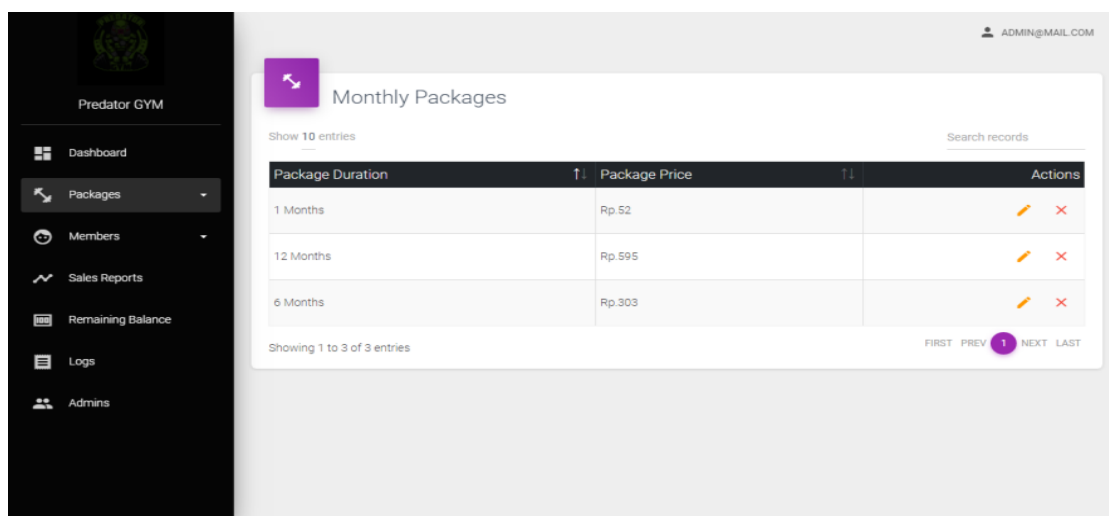 PREDATOR
ADMIN@MAIL.COM
Predator GYM
Monthly Packages
Show 10 entries
Search records
Dashboard
Package Duration Package Price Actions
Packages
1 Months Rp.52
Members
12 Months Rp.595
Sales Reports
6 Months Rp.303
Remaining Balance
Showing 1 to 3 of 3 entries
FIRST PREV 1 NEXT LAST
Logs
Admins